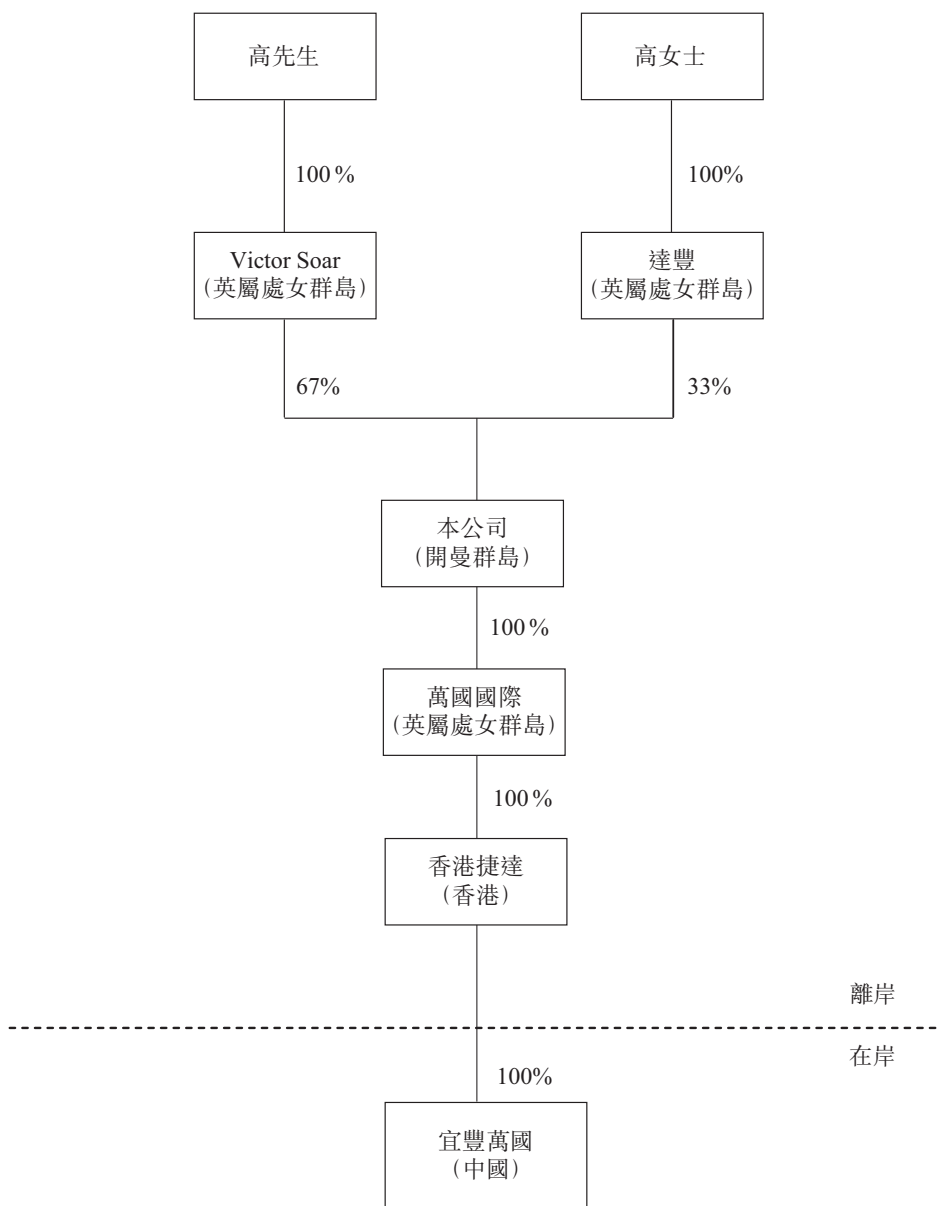 高先生
高女士
100%
100%
Victor Soar
(英屬處女群島)
達豐
(英屬處女群島)
67%
33%
本公司
(開曼群島)
100%
萬國國際
(英屬處女群島)
100%
香港捷達
(香港)
離岸
在岸
100%
宜豐萬國
(中國)